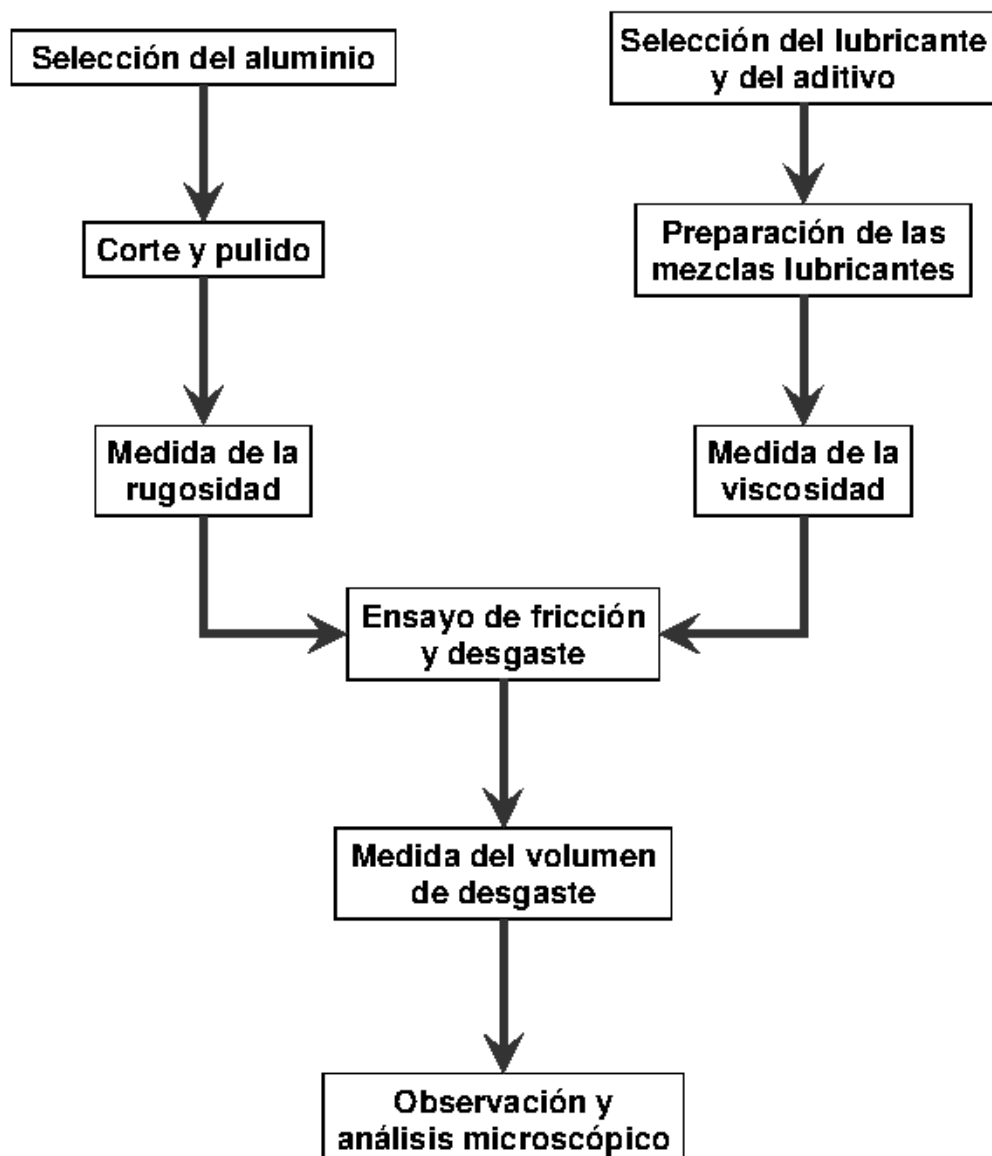 Selección del aluminio
Selección del lubricante
y del aditivo
Corte y pulido
Preparación de las
mezclas lubricantes
Medida de la
rugosidad
Medida de la
viscosidad
Ensayo de fricción
y desgaste
Medida del volumen
de desgaste
Observación y
análisis microscópico